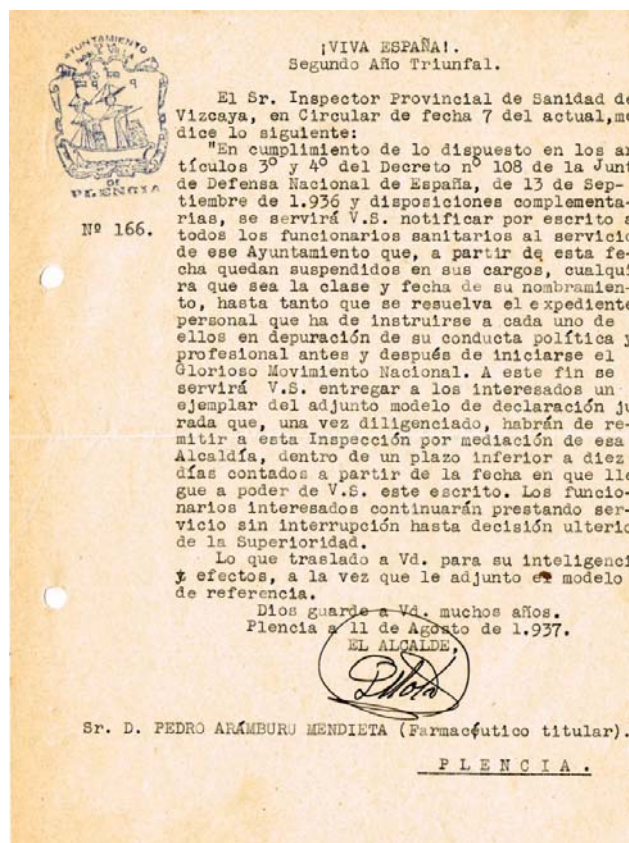 AYUNTAMIENTO
DE
PLENCIA
¡VIVA ESPAÑA!.
Segundo Año Triunfal.
El Sr. Inspector Provincial de Sanidad de
Vizcaya, en Circular de fecha 7 del actual,me
dice lo siguiente:
"En cumplimiento de lo dispuesto en los ar
tículos 3º y 4º del Decreto nº 108 de la Junt
de Defensa Nacional de España, de 13 de Sep-
tiembre de 1.936 y disposiciones complementa-
rias, se servirá V.S. notificar por escrito a
Nº 166.
todos los funcionarios sanitarios al servicio
de ese Ayuntamiento que, a partir de esta fe-
cha quedan suspendidos en sus cargos, cualqui
ra que sea la clase y fecha de su nombramien-
to, hasta tanto que se resuelva el expediente
personal que ha de instruirse a cada uno de
ellos en depuración de su conducta política y
profesional antes y después de iniciarse el
Glorioso Movimiento Nacional. A este fin se
servirá V.S. entregar a los interesados un
ejemplar del adjunto modelo de declaración ju
rada que, una vez diligenciado, habrán de re-
mitir a esta Inspección por mediación de esa
Alcaldía, dentro de un plazo inferior a diez
días contados a partir de la fecha en que lle
gue a poder de V.S. este escrito. Los funcio-
narios interesados continuarán prestando ser-
vicio sin interrupción hasta decisión ulterio
de la Superioridad.
Lo que traslado a Vd. para su inteligenci
y efectos, a la vez que le adjunto el modelo
de referencia.
Dios guarde a Vd. muchos años.
Plencia a 11 de Agosto de 1.937.
EL ALCALDE,
Sr. D. PEDRO ARÁMBURU MENDIETA (Farmacéutico titular).
PLENCIA.